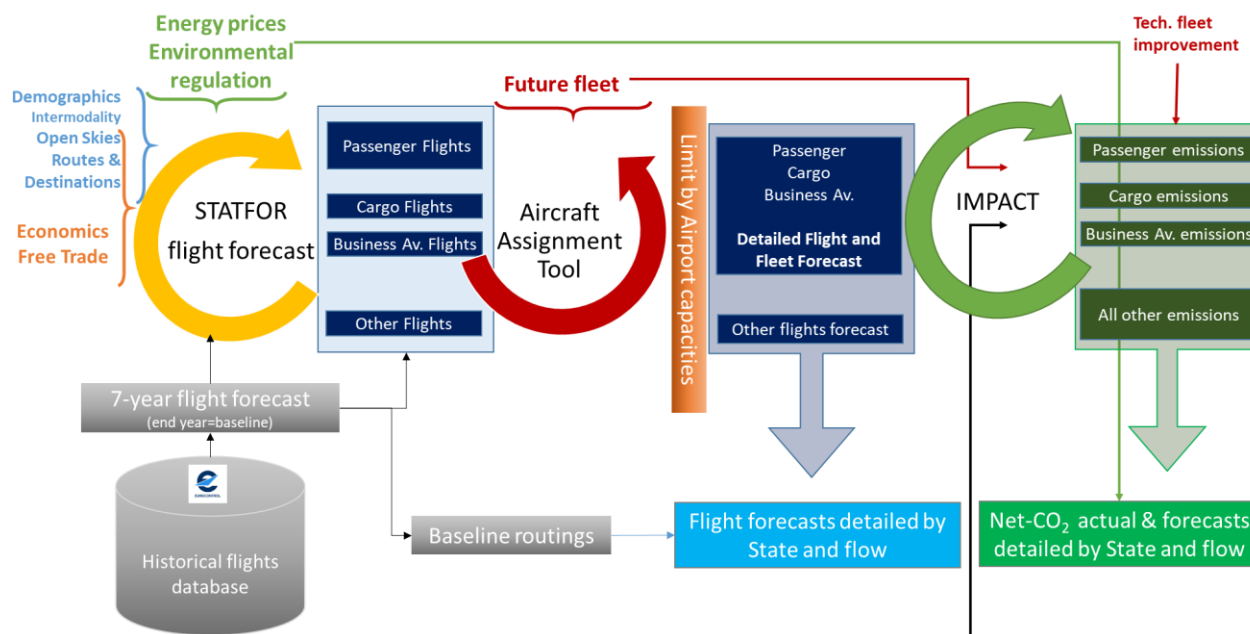 Energy prices
Environmental
regulation
Tech. fleet
improvement
Future fleet
Demographics
Intermodality
Open Skies
Routes &
Destinations
Economics
Free Trade
STATFOR
flight forecast
Passenger Flights
Cargo Flights
Business Av. Flights
Other Flights
Aircraft
Assignment
Tool
Limit by Airport capacities
Passenger
Cargo
Business Av.
Detailed Flight and
Fleet Forecast
Other flights forecast
IMPACT
Passenger emissions
Cargo emissions
Business Av. emissions
All other emissions
7-year flight forecast
(end year=baseline)
EUROCONTROL
Historical flights
database
Baseline routings
Flight forecasts detailed by
State and flow
Net-CO₂ actual & forecasts
detailed by State and flow